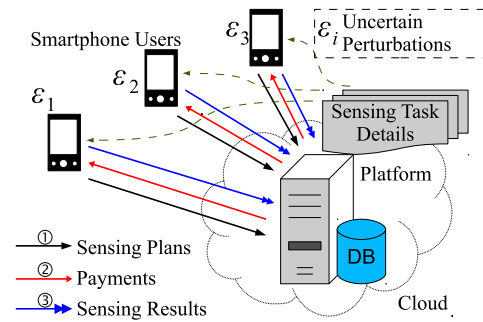 Smartphone Users
ε1
ε2
ε3
εi Uncertain
Perturbations
Sensing Task
Details
Platform
DB
Cloud
① Sensing Plans
② Payments
③ Sensing Results